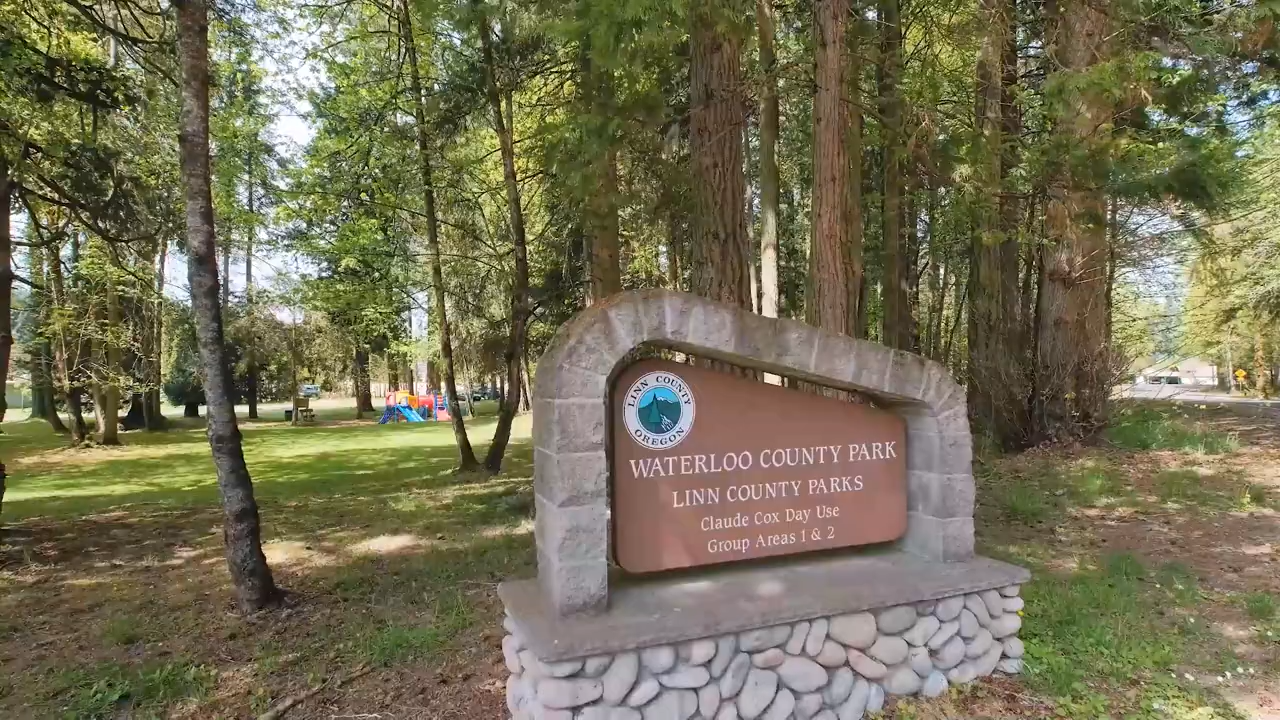 LINN COUNTY
OREGON
WATERLOO COUNTY PARK
LINN COUNTY PARKS
Claude Cox Day Use
Group Areas 1 & 2